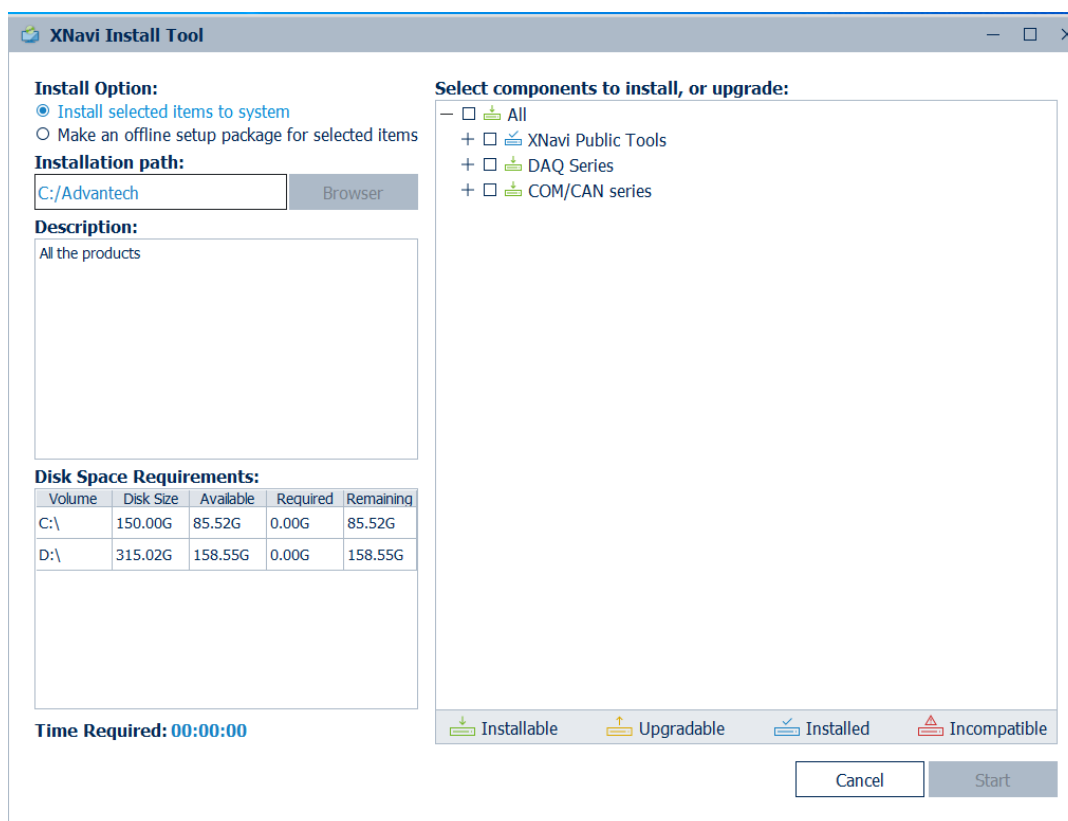 XNavi Install Tool
Install Option:
Install selected items to system
Make an offline setup package for selected items
Installation path:
C:/Advantech
Browser
Description:
All the products
Disk Space Requirements:
Volume Disk Size Available Required Remaining
C:\ 150.00G 85.52G 0.00G 85.52G
D:\ 315.02G 158.55G 0.00G 158.55G
Time Required: 00:00:00
Select components to install, or upgrade:
All
XNavi Public Tools
DAQ Series
COM/CAN series
Installable Upgradable Installed Incompatible
Cancel Start